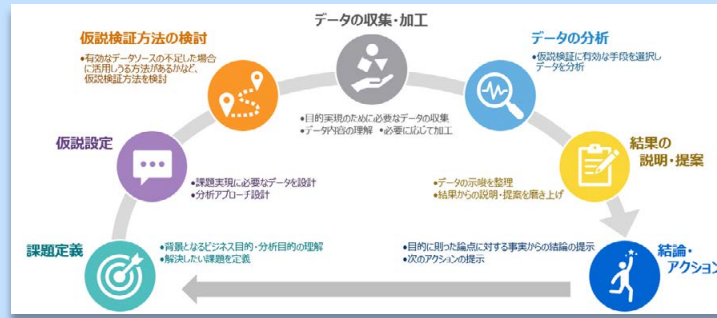 データの収集・加工
仮説検証方法の検討
•有効なデータソースの不足した場合
に活用しうる方法があるかなど、
仮説検証方法を検討
データの分析
•仮説検証に有効な手段を選択し
データを分析
•目的実現のために必要なデータの収集
•データ内容の理解 •必要に応じて加工
仮説設定
•課題実現に必要なデータを設計
•分析アプローチ設計
結果の
説明・提案
•データの示唆を整理
•結果からの説明・提案を磨き上げ
課題定義
•背景となるビジネス目的・分析目的の理解
•解決したい課題を定義
•目的に則った論点に対する事実からの結論の提示
•次のアクションの提示
結論・
アクション